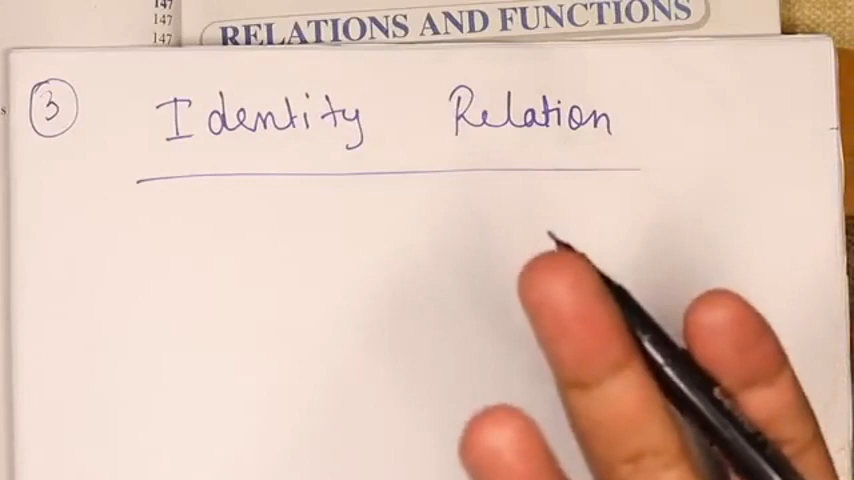 147
147
147
RELATIONS AND FUNCTIONS
s
3 Identity Relation